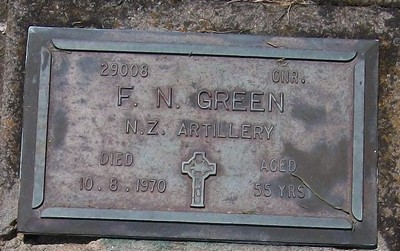 29008 GNR.
F. N. GREEN
N.Z. ARTILLERY
DIED AGED
10.8.1970 55 YRS